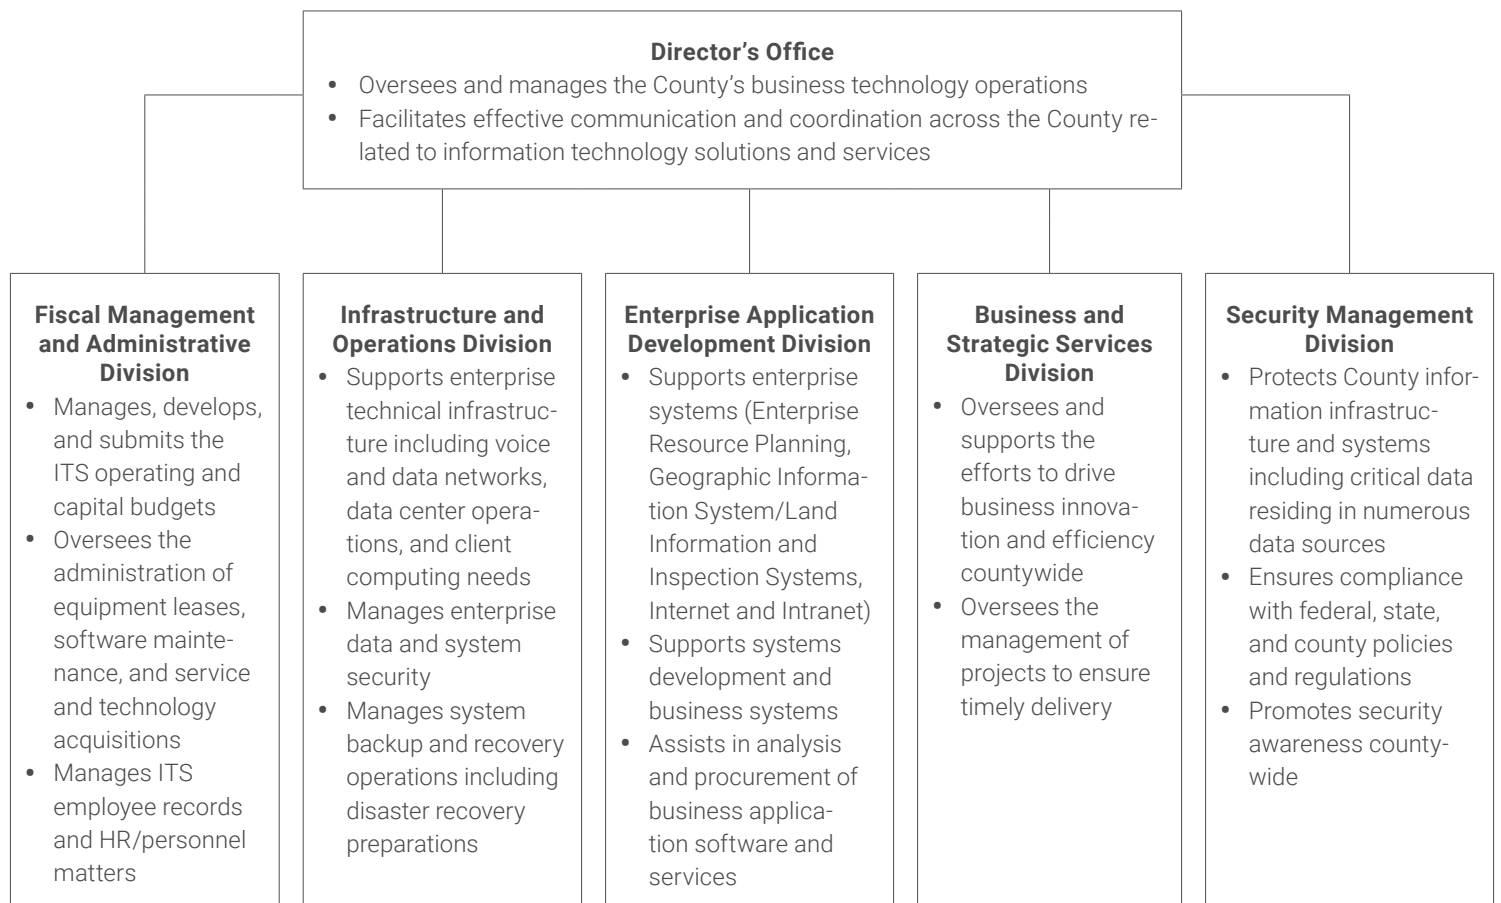 Director’s Office
• Oversees and manages the County’s business technology operations
• Facilitates effective communication and coordination across the County re-
lated to information technology solutions and services
Fiscal Management
and Administrative
Division
• Manages, develops,
and submits the
ITS operating and
capital budgets
• Oversees the
administration of
equipment leases,
software mainte-
nance, and service
and technology
acquisitions
• Manages ITS
employee records
and HR/personnel
matters
Infrastructure and
Operations Division
• Supports enterprise
technical infrastruc-
ture including voice
and data networks,
data center opera-
tions, and client
computing needs
• Manages enterprise
data and system
security
• Manages system
backup and recovery
operations including
disaster recovery
preparations
Enterprise Application
Development Division
• Supports enterprise
systems (Enterprise
Resource Planning,
Geographic Informa-
tion System/Land
Information and
Inspection Systems,
Internet and Intranet)
• Supports systems
development and
business systems
• Assists in analysis
and procurement of
business applica-
tion software and
services
Business and
Strategic Services
Division
• Oversees and
supports the
efforts to drive
business innova-
tion and efficiency
countywide
• Oversees the
management of
projects to ensure
timely delivery
Security Management
Division
• Protects County infor-
mation infrastruc-
ture and systems
including critical data
residing in numerous
data sources
• Ensures compliance
with federal, state,
and county policies
and regulations
• Promotes security
awareness county-
wide